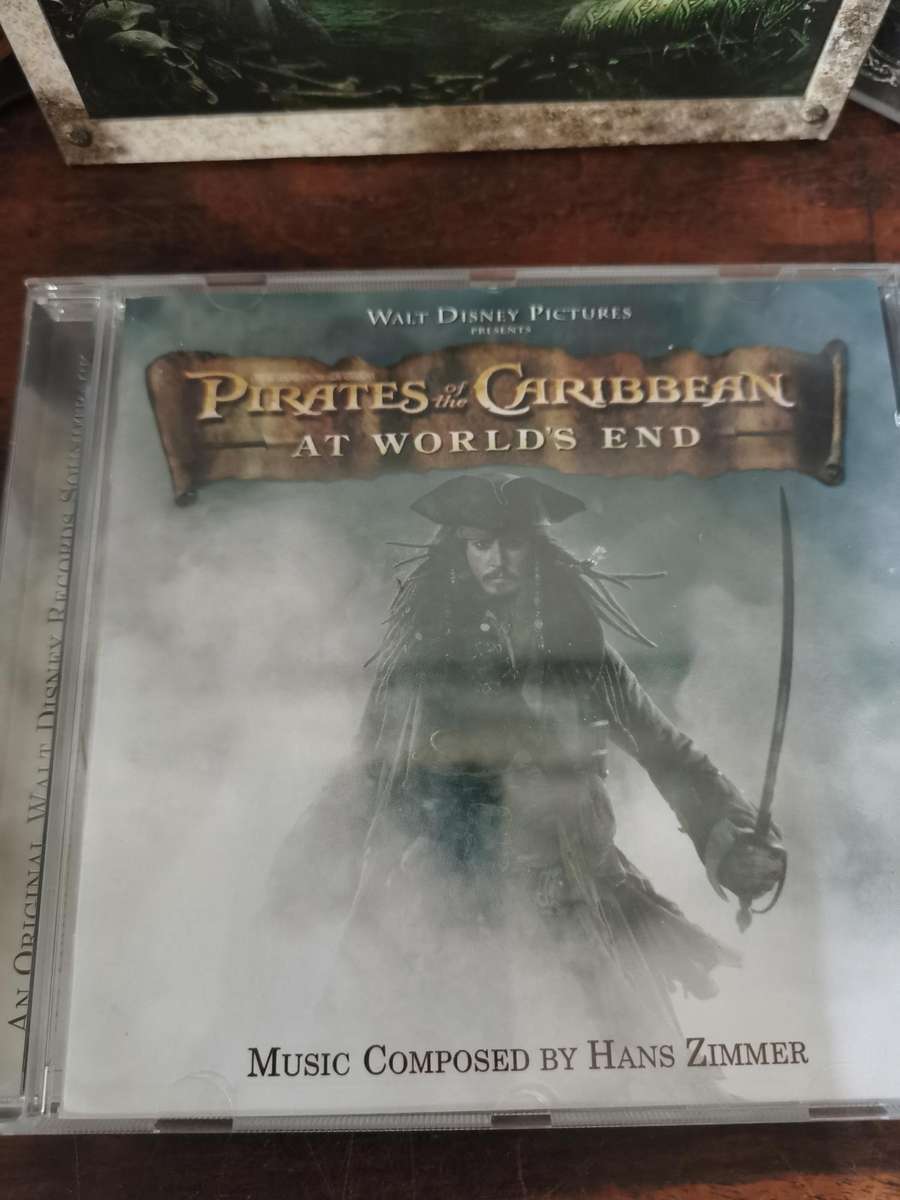 WALT DISNEY PICTURES
PRESENTS
PIRATES of the CARIBBEAN
AT WORLD'S END
MUSIC COMPOSED BY HANS ZIMMER
AN ORIGINAL WALT DISNEY RECORDS SOUNDTRACK